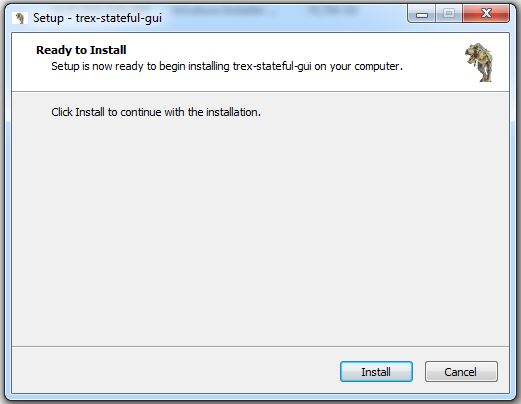 Setup - trex-stateful-gui
Ready to Install
Setup is now ready to begin installing trex-stateful-gui on your computer.
Click Install to continue with the installation.
Install
Cancel